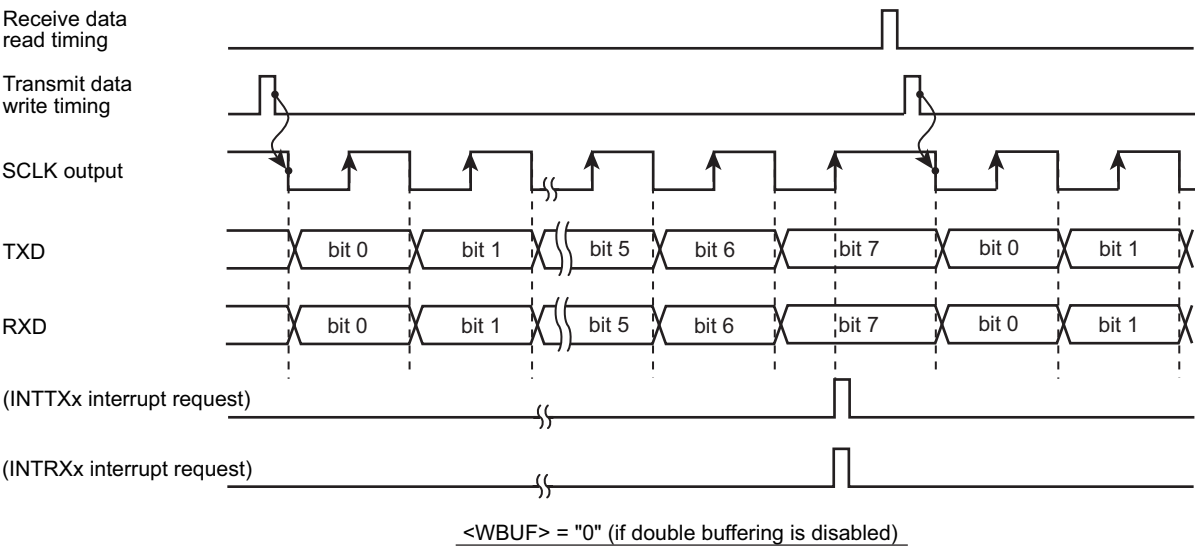 Receive data
read timing
Transmit data
write timing
SCLK output
TXD
bit 0 bit 1 bit 5 bit 6 bit 7 bit 0 bit 1
RXD
bit 0 bit 1 bit 5 bit 6 bit 7 bit 0 bit 1
(INTTXx interrupt request)
(INTRXx interrupt request)
<WBUF> = "0" (if double buffering is disabled)